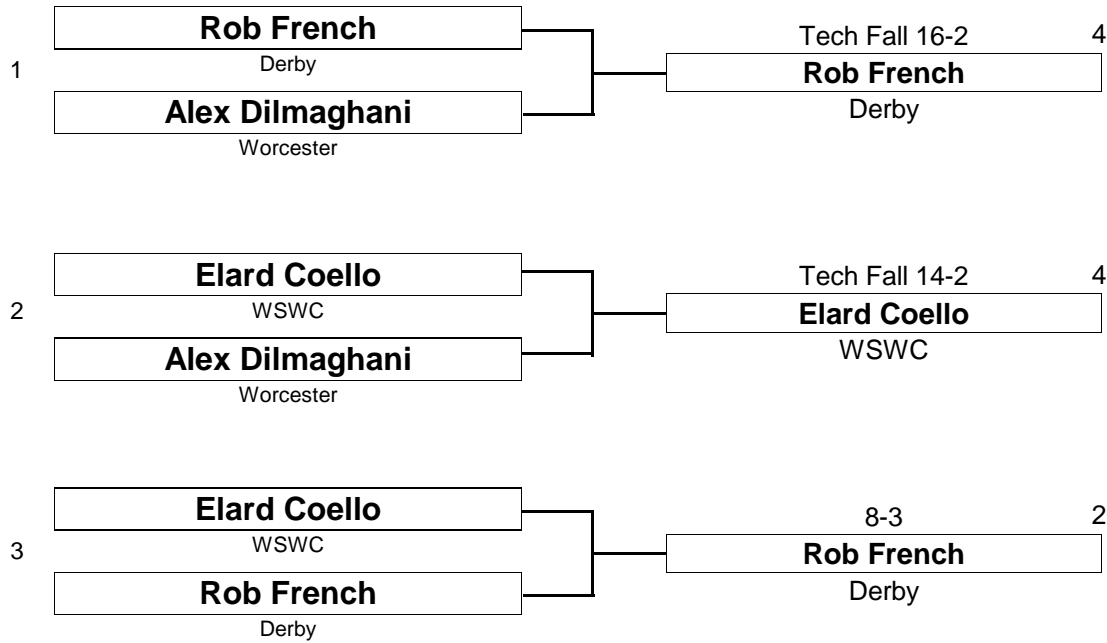 Rob French
Tech Fall 16-2 4
1 Derby
Rob French
Alex Dilmaghani
Derby
Worcester
Elard Coello
Tech Fall 14-2 4
2 WSWC
Elard Coello
Alex Dilmaghani
WSWC
Worcester
Elard Coello
8-3 2
3 WSWC
Rob French
Rob French
Derby
Derby